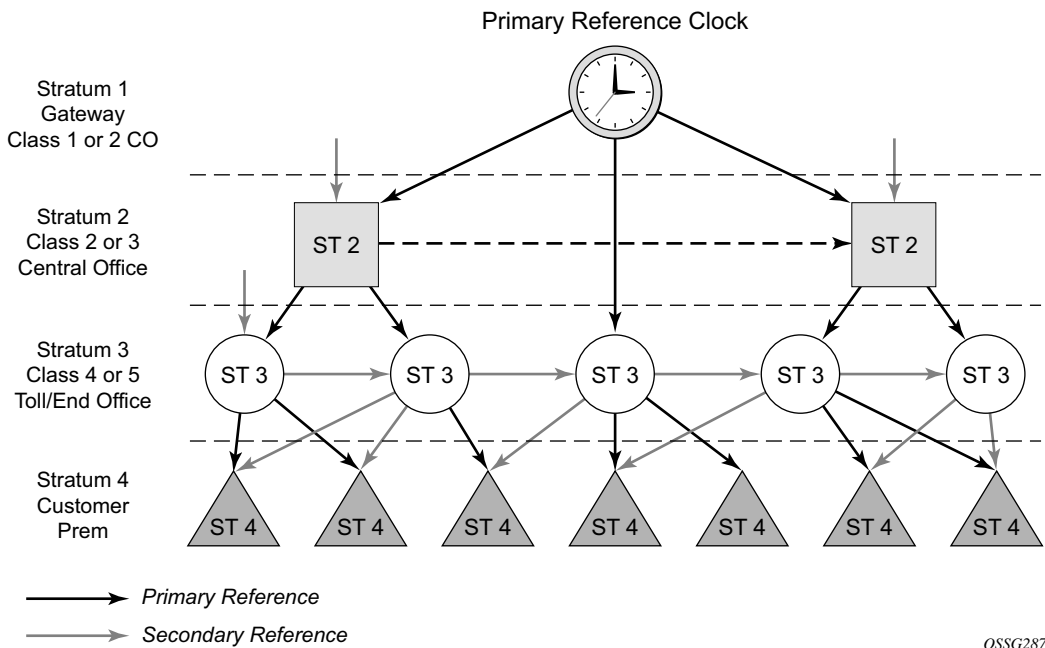 Primary Reference Clock
Stratum 1
Gateway
Class 1 or 2 CO
Stratum 2
Class 2 or 3
Central Office
ST 2
ST 2
Stratum 3
Class 4 or 5
Toll/End Office
ST 3
ST 3
ST 3
ST 3
ST 3
Stratum 4
Customer
Prem
ST 4
ST 4
ST 4
ST 4
ST 4
ST 4
ST 4
Primary Reference
Secondary Reference
OSSG287